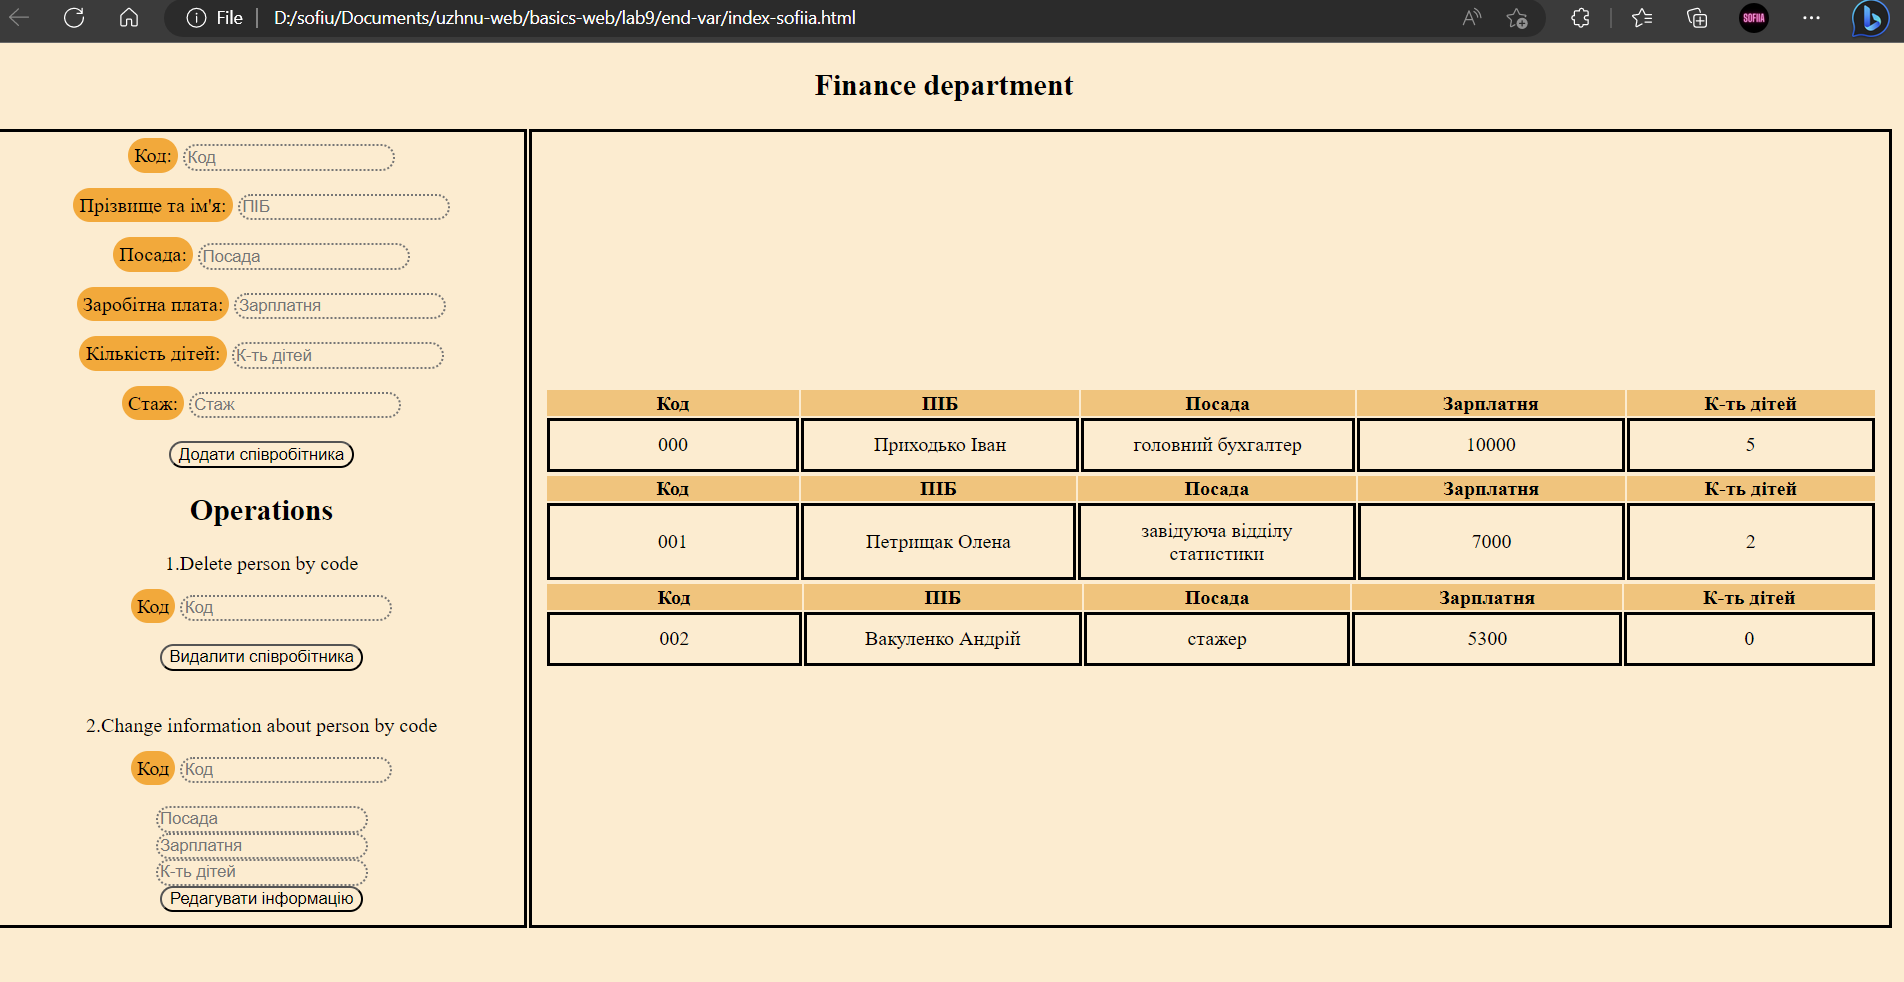 File D:/sofiu/Documents/uzhnu-web/basics-web/lab9/end-var/index-sofiia.html SOFIIA
Finance department
Код: Код
Прізвище та ім'я: ПІБ
Посада: Посада
Заробітна плата: Зарплатня
Кількість дітей: К-ть дітей
Стаж: Стаж
Додати співробітника
Operations
1.Delete person by code
Код Код
Видалити співробітника
2.Change information about person by code
Код Код
Посада
Зарплатня
К-ть дітей
Редагувати інформацію
Код ПІБ Посада Зарплатня К-ть дітей
000 Приходько Іван головний бухгалтер 10000 5
Код ПІБ Посада Зарплатня К-ть дітей
001 Петрищак Олена завідуюча відділу статистики 7000 2
Код ПІБ Посада Зарплатня К-ть дітей
002 Вакуленко Андрій стажер 5300 0